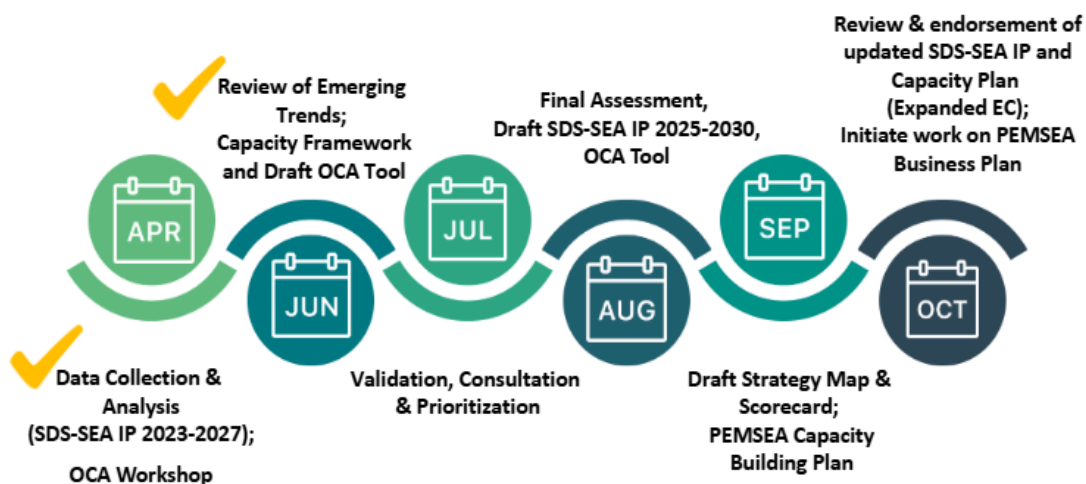 Review of Emerging
Trends;
Capacity Framework
and Draft OCA Tool
Final Assessment,
Draft SDS-SEA IP 2025-2030,
OCA Tool
Review & endorsement of
updated SDS-SEA IP and
Capacity Plan
(Expanded EC);
Initiate work on PEMSEA
Business Plan
APR
JUN
JUL
AUG
SEP
OCT
Data Collection &
Analysis
(SDS-SEA IP 2023-2027);
OCA Workshop
Validation, Consultation
& Prioritization
Draft Strategy Map &
Scorecard;
PEMSEA Capacity
Building Plan